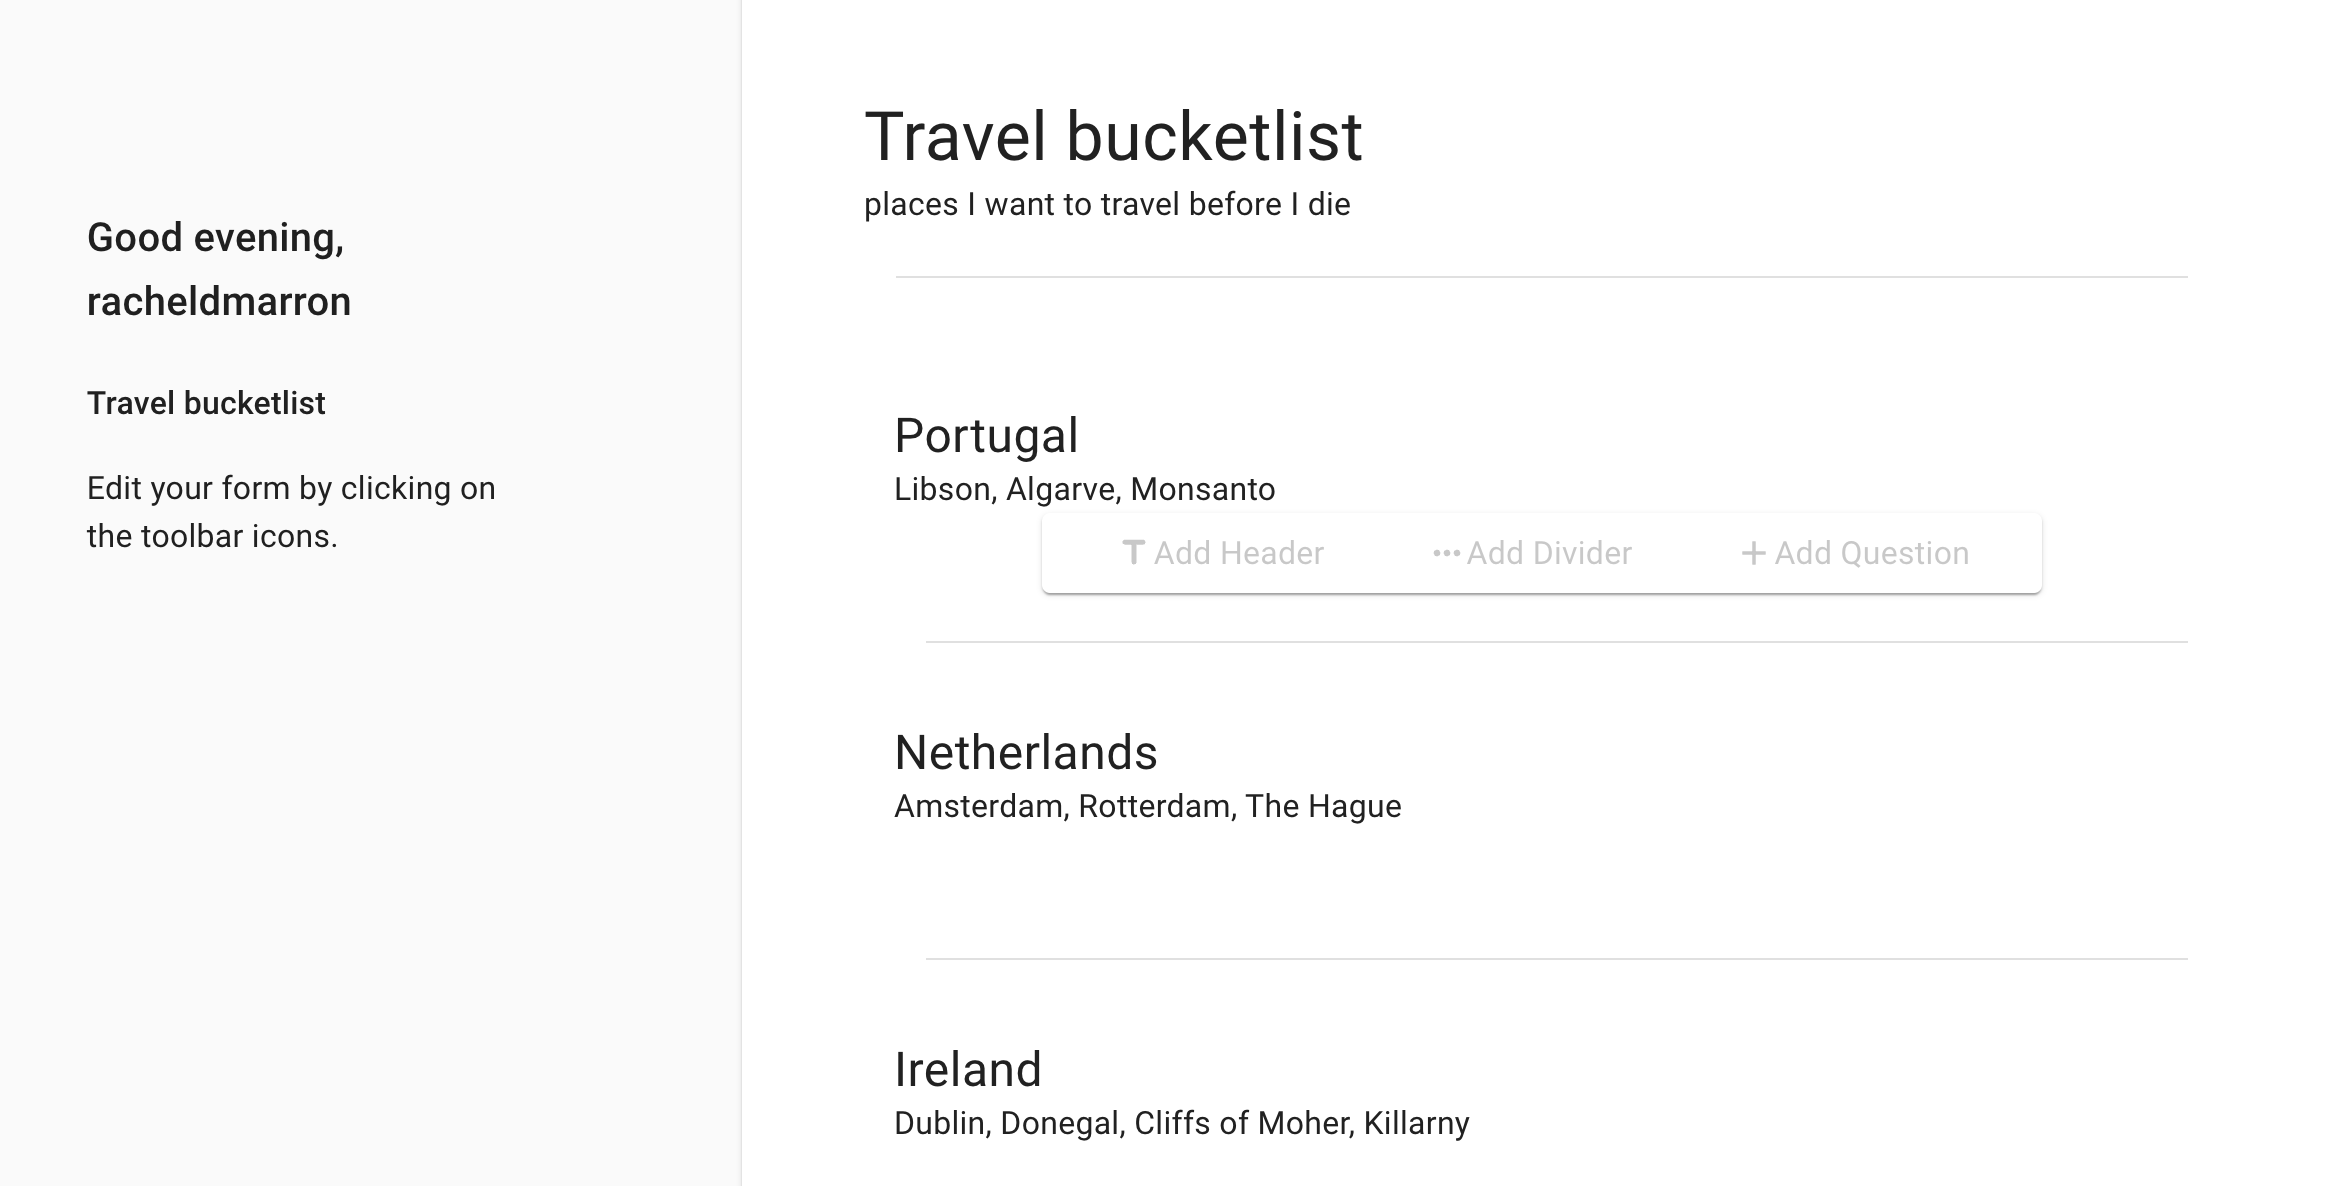 Good evening,
racheldmarron
Travel bucketlist
Edit your form by clicking on
the toolbar icons.
Travel bucketlist
places I want to travel before I die
Portugal
Libson, Algarve, Monsanto
Add Header
Add Divider
Add Question
Netherlands
Amsterdam, Rotterdam, The Hague
Ireland
Dublin, Donegal, Cliffs of Moher, Killarny